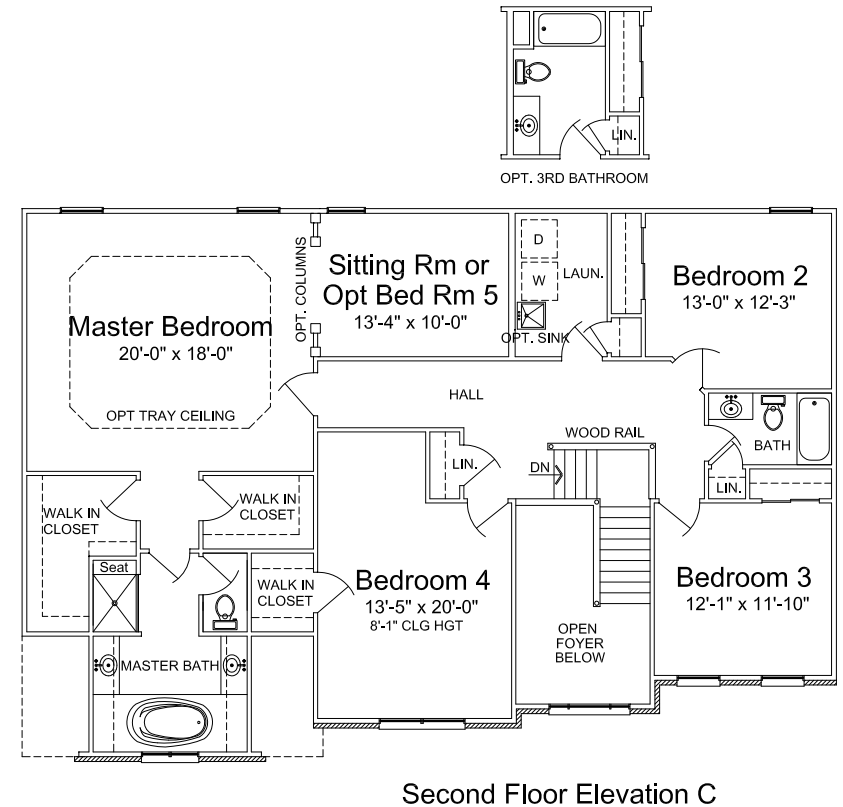 LIN.
OPT. 3RD BATHROOM
OPT. COLUMNS
Sitting Rm or
Opt Bed Rm 5
13'-4" x 10'-0"
D
W
LAUN.
OPT. SINK
Bedroom 2
13'-0" x 12'-3"
Master Bedroom
20'-0" x 18'-0"
OPT TRAY CEILING
HALL
WOOD RAIL
BATH
LIN.
DN
LIN.
WALK IN
CLOSET
WALK IN
CLOSET
Seat
WALK IN
CLOSET
Bedroom 4
13'-5" x 20'-0"
8'-1" CLG HGT
Bedroom 3
12'-1" x 11'-10"
OPEN
FOYER
BELOW
MASTER BATH
Second Floor Elevation C